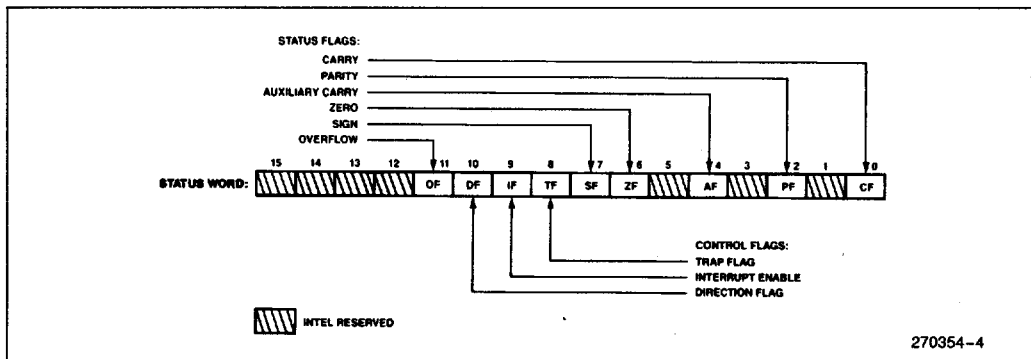 STATUS FLAGS:
CARRY
PARITY
AUXILIARY CARRY
ZERO
SIGN
OVERFLOW
15 14 13 12 11 10 9 8 7 6 5 4 3 2 1 0
STATUS WORD: OF DF IF TF SF ZF AF PF CF
CONTROL FLAGS:
TRAP FLAG
INTERRUPT ENABLE
DIRECTION FLAG
INTEL RESERVED
270354-4